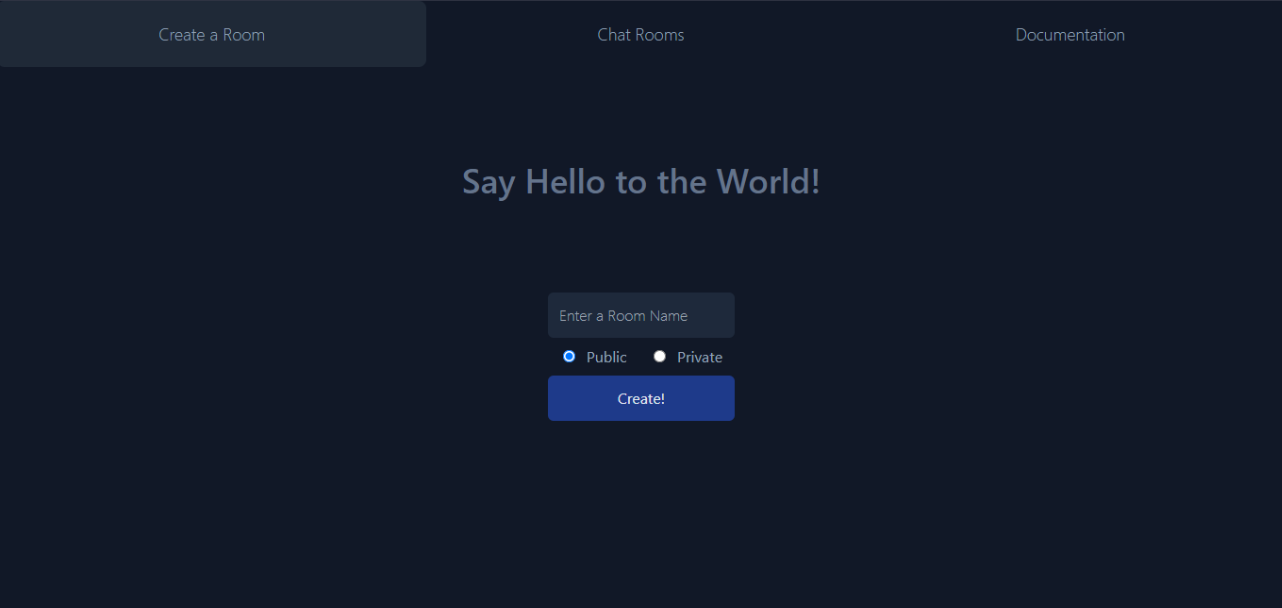 Create a Room Chat Rooms Documentation
Say Hello to the World!
Enter a Room Name
Public Private
Create!